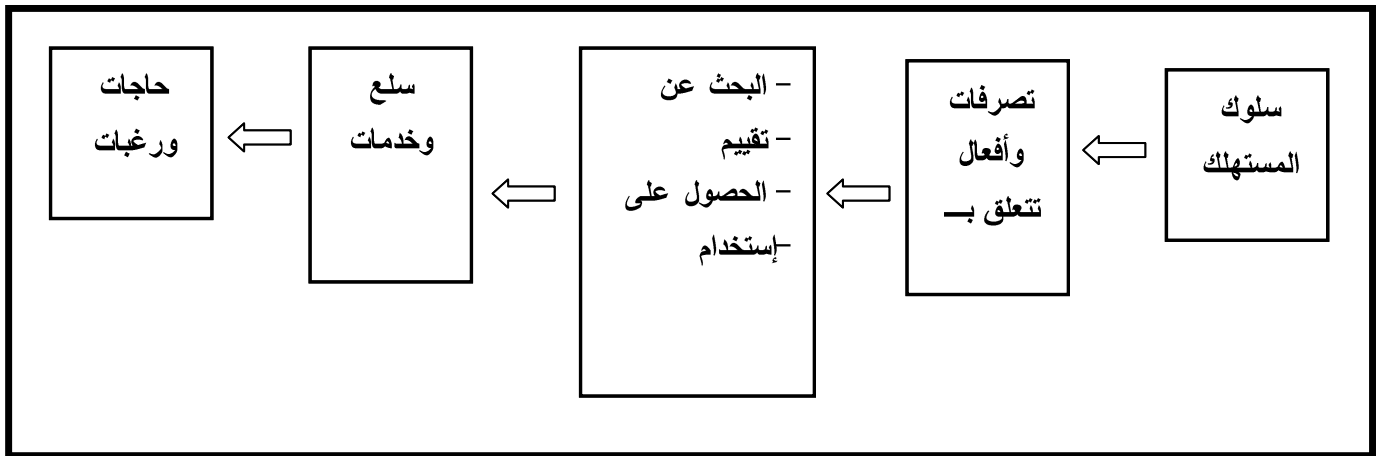 سلوك
المستهلك
تصرفات
وأفعال
تتعلق بـــ
– البحث عن
– تقييم
– الحصول على
–إستخدام
سلع
وخدمات
حاجات
ورغبات